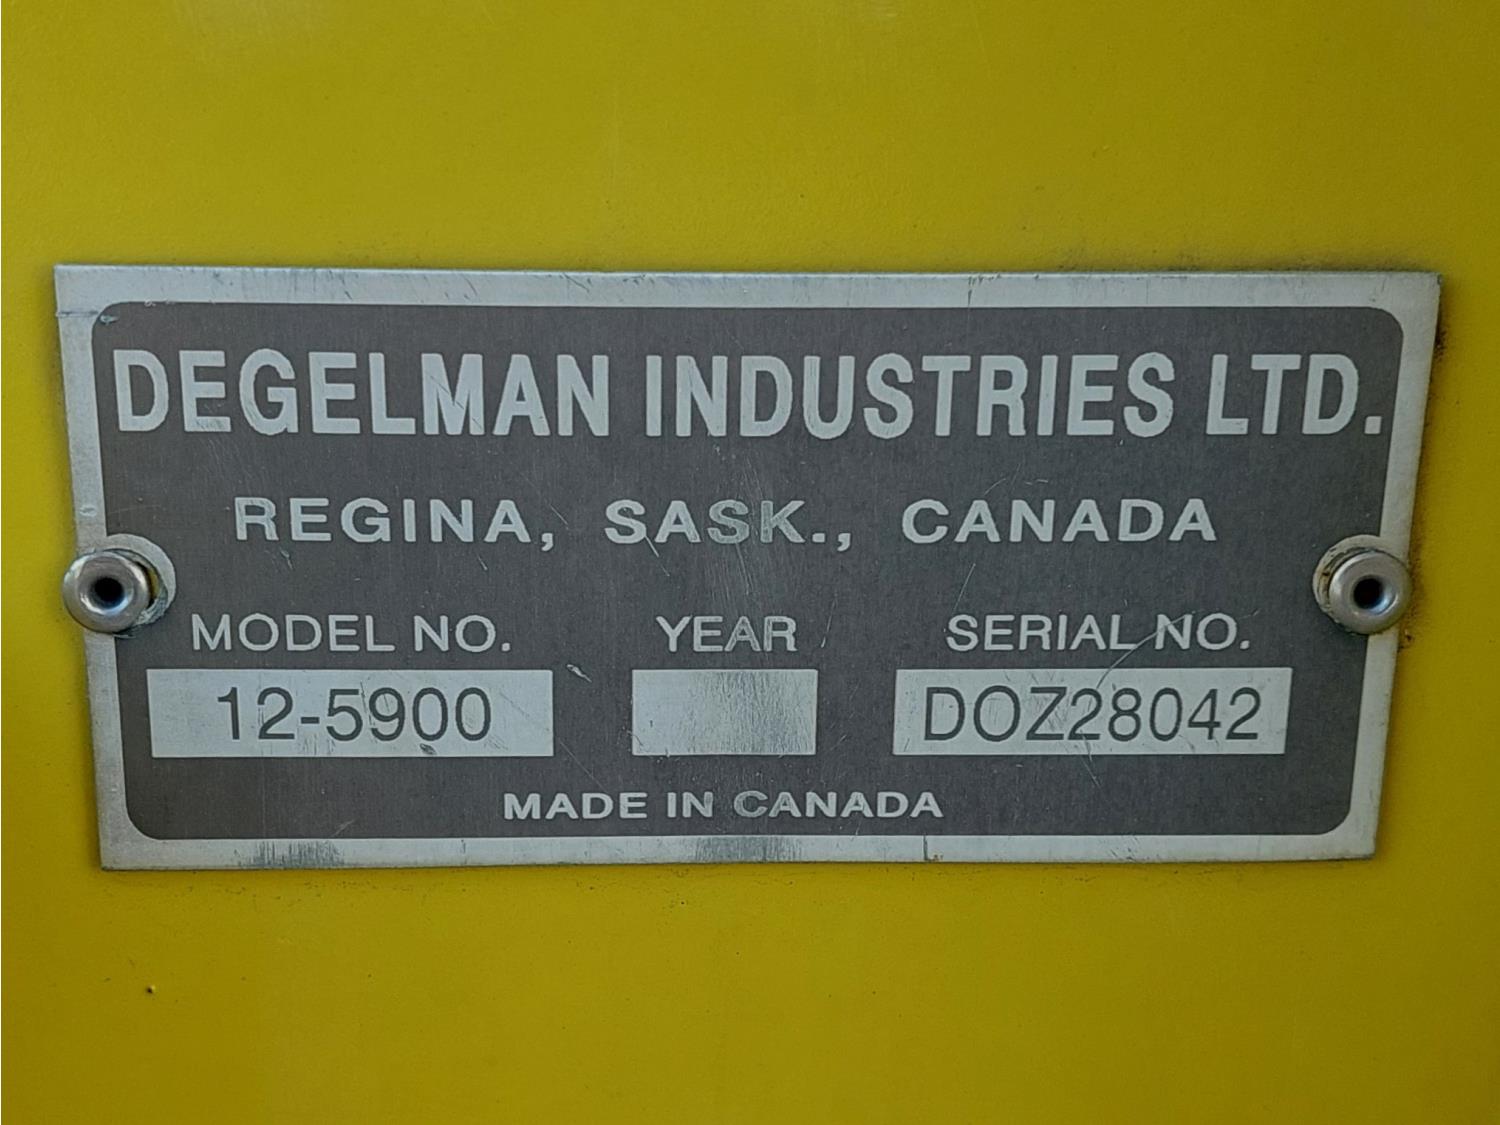 DEGELMAN INDUSTRIES LTD.
REGINA, SASK., CANADA
MODEL NO. YEAR SERIAL NO.
12-5900 DOZ28042
MADE IN CANADA